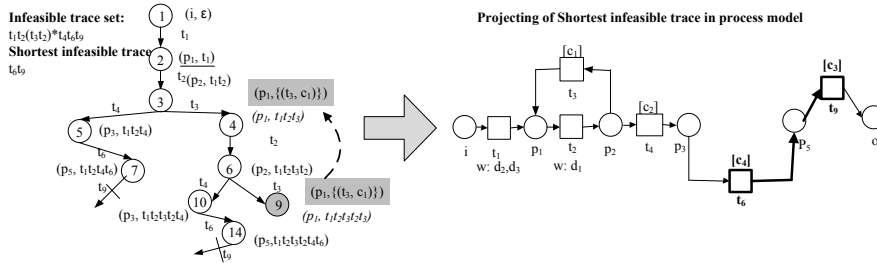 Infeasible trace set:
t₁t₂(t₃t₂)*t₄t₆t₉
Shortest infeasible trace
t₆t₉
1
(i, ε)
t₁
2
(p₁, t₁)
t₂
(p₂, t₁t₂)
3
t₄
t₃
5
(p₃, t₁t₂t₄)
4
(p₁,{(t₃, c₁)})
(p₁, t₁t₂t₃)
t₂
t₆
7
(p₅, t₁t₂t₄t₆)
t₉
6
(p₂, t₁t₂t₃t₂)
t₄
t₃
10
9
(p₁,{(t₃, c₁)})
(p₁, t₁t₂t₃t₂t₃)
(p₃, t₁t₂t₃t₂t₄)
t₆
14
(p₅,t₁t₂t₃t₂t₄t₆)
t₉
Projecting of Shortest infeasible trace in process model
[c₁]
t₃
[c₃]
t₉
i
t₁
w: d₂,d₃
p₁
t₂
w: d₁
p₂
[c₂]
t₄
p₃
P₅
o
[c₄]
t₆